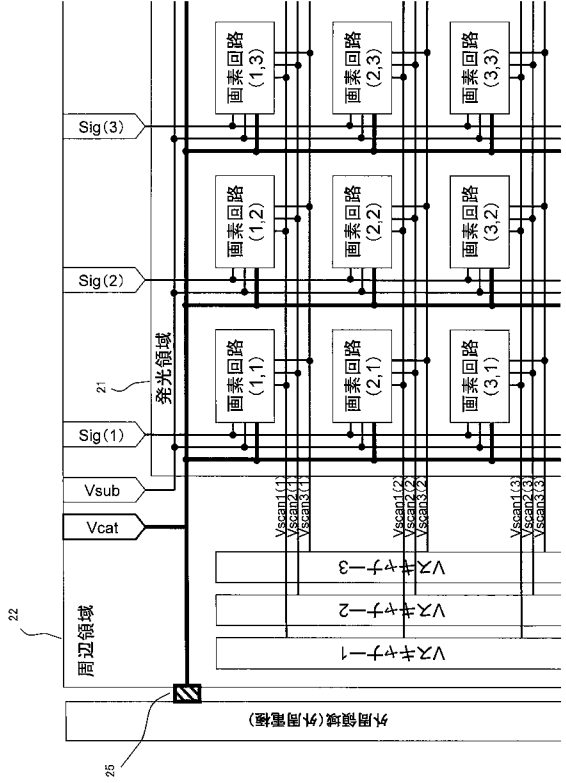 22
周辺領域
Vcat
Vsub
Sig(1)
Sig(2)
Sig(3)
21
発光領域
画素回路
(1,1)
画素回路
(1,2)
画素回路
(1,3)
Vscan1(1)
Vscan2(1)
Vscan3(1)
画素回路
(2,1)
画素回路
(2,2)
画素回路
(2,3)
Vscan1(2)
Vscan2(2)
Vscan3(2)
画素回路
(3,1)
画素回路
(3,2)
画素回路
(3,3)
Vscan1(3)
Vscan2(3)
Vscan3(3)
Vスキャナー3
Vスキャナー2
Vスキャナー1
25
外周領域(外周電極)